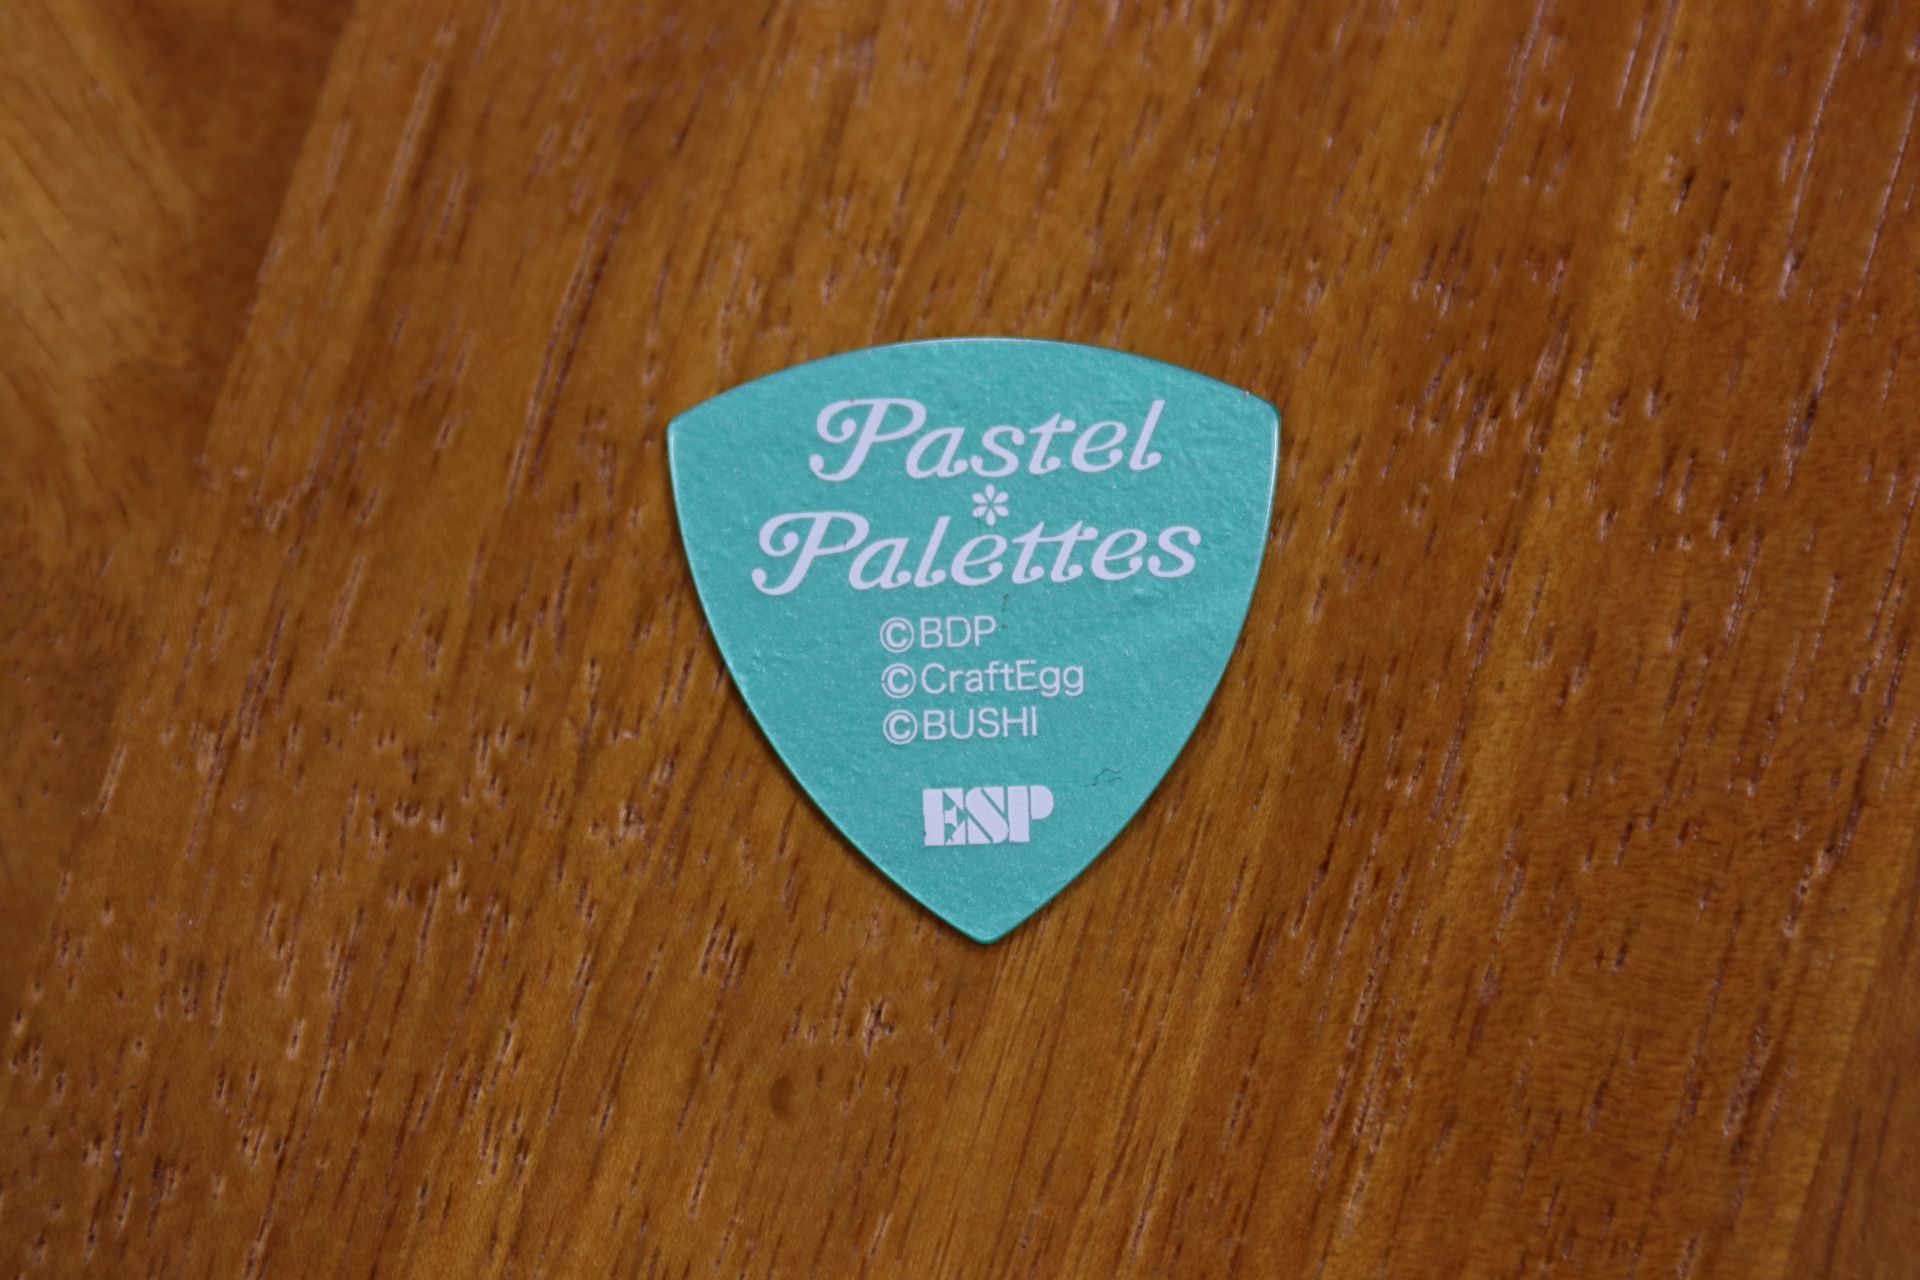 Pastel
*
Palettes
©BDP
©CraftEgg
©BUSHI
ESP